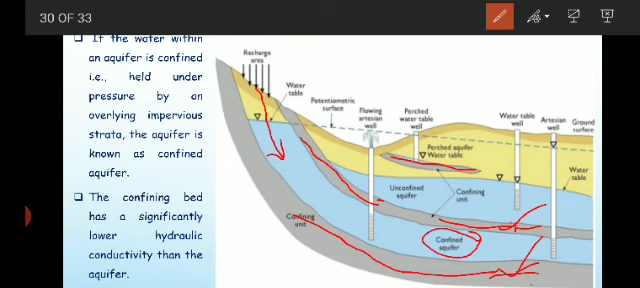 30 OF 33
❑ If the water within
an aquifer is confined
i.e., held under
pressure by an
overlying impervious
strata, the aquifer is
known as confined
aquifer.
❑ The confining bed
has a significantly
lower hydraulic
conductivity than the
aquifer.
Recharge
area
Water
table
Potentiometric
surface
Flowing
artesian
well
Perched
water table
well
Water table
well
Artesian
well
Ground
surface
Perched aquifer
Water table
Water
table
Unconfined
aquifer
Confining
unit
Confining
unit
Confined
aquifer